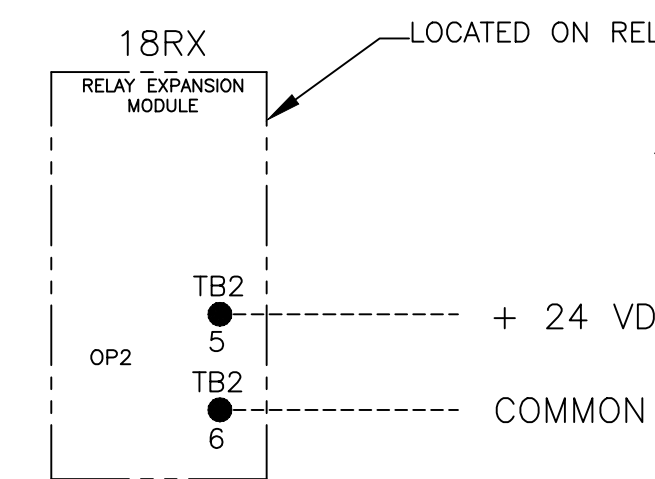 18RX
LOCATED ON REL
RELAY EXPANSION
MODULE
TB2
+ 24 VD
5
OP2
TB2
COMMON
6